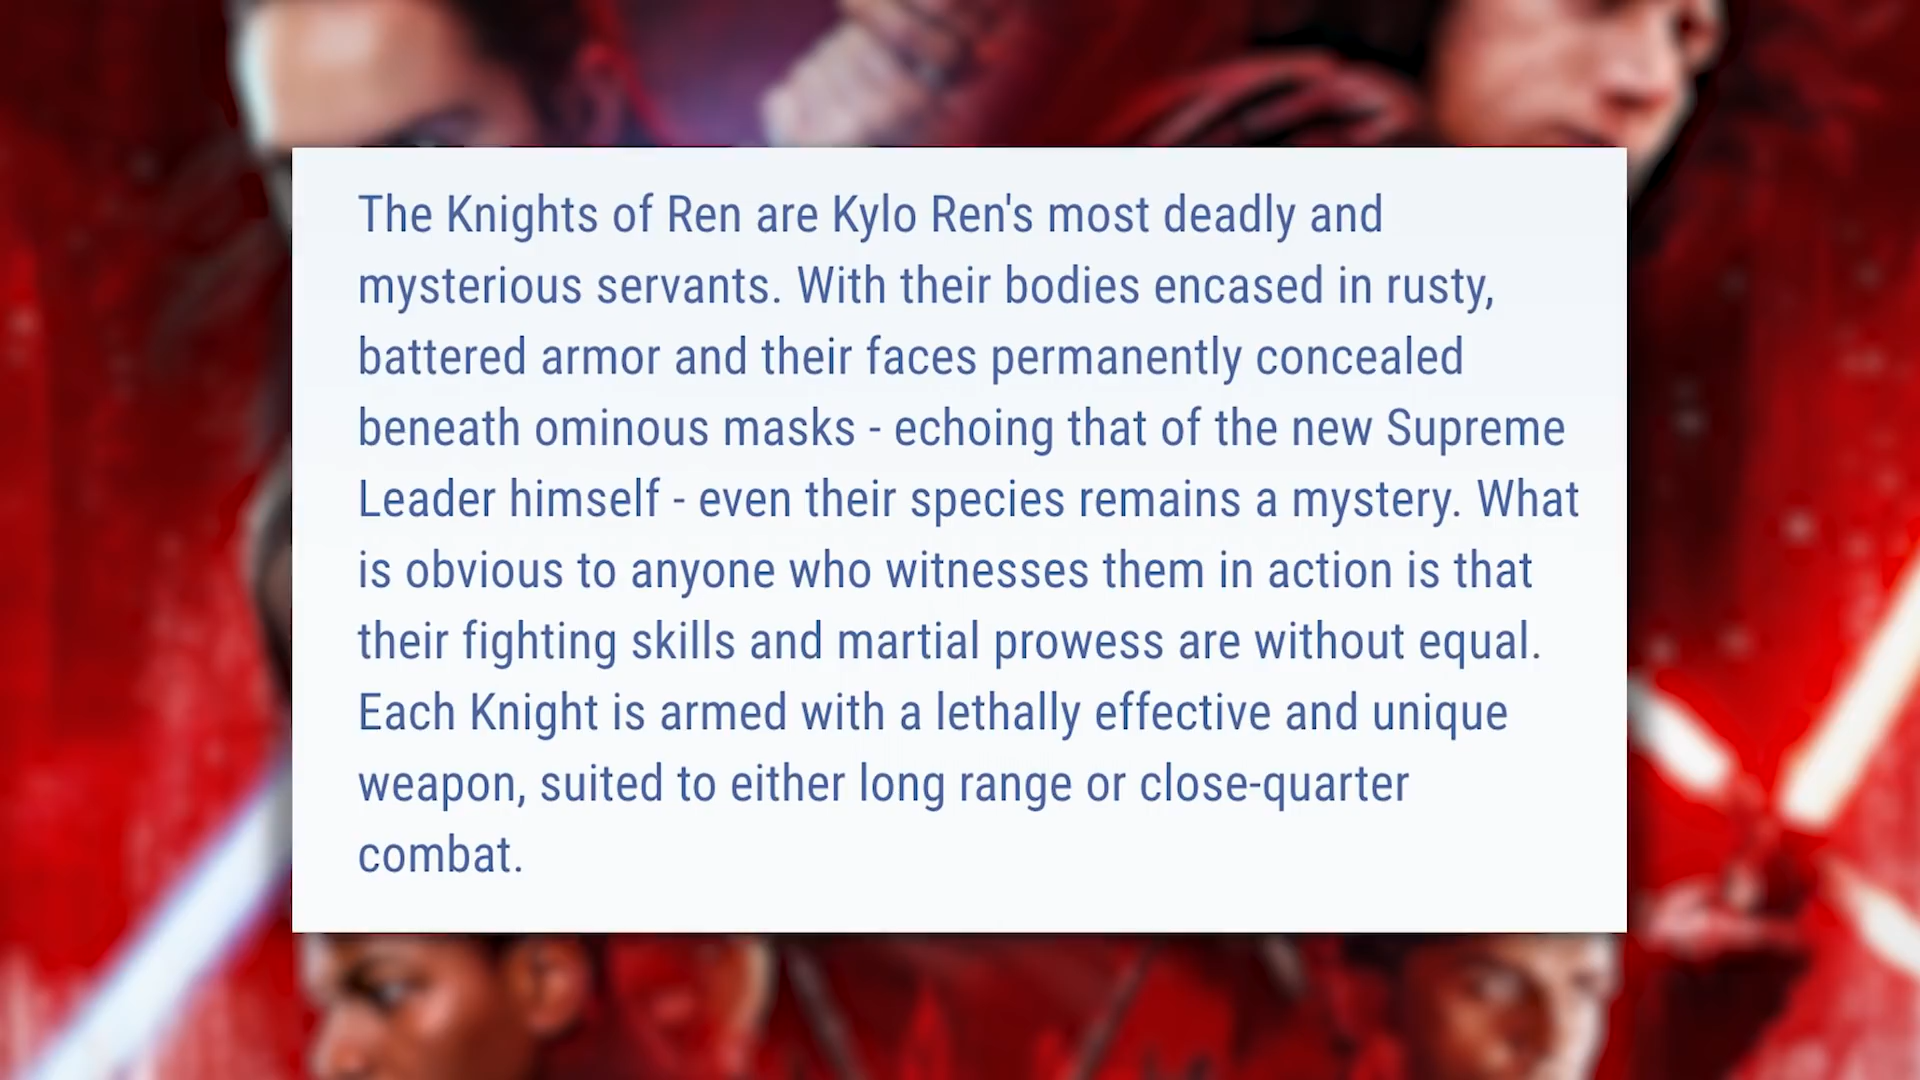 The Knights of Ren are Kylo Ren's most deadly and
mysterious servants. With their bodies encased in rusty,
battered armor and their faces permanently concealed
beneath ominous masks - echoing that of the new Supreme
Leader himself - even their species remains a mystery. What
is obvious to anyone who witnesses them in action is that
their fighting skills and martial prowess are without equal.
Each Knight is armed with a lethally effective and unique
weapon, suited to either long range or close-quarter
combat.